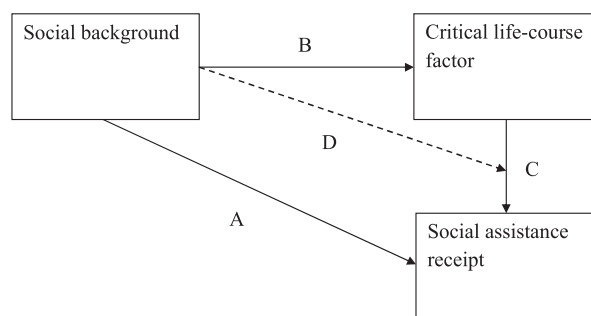 Social background
B
Critical life-course
factor
D
C
A
Social assistance
receipt